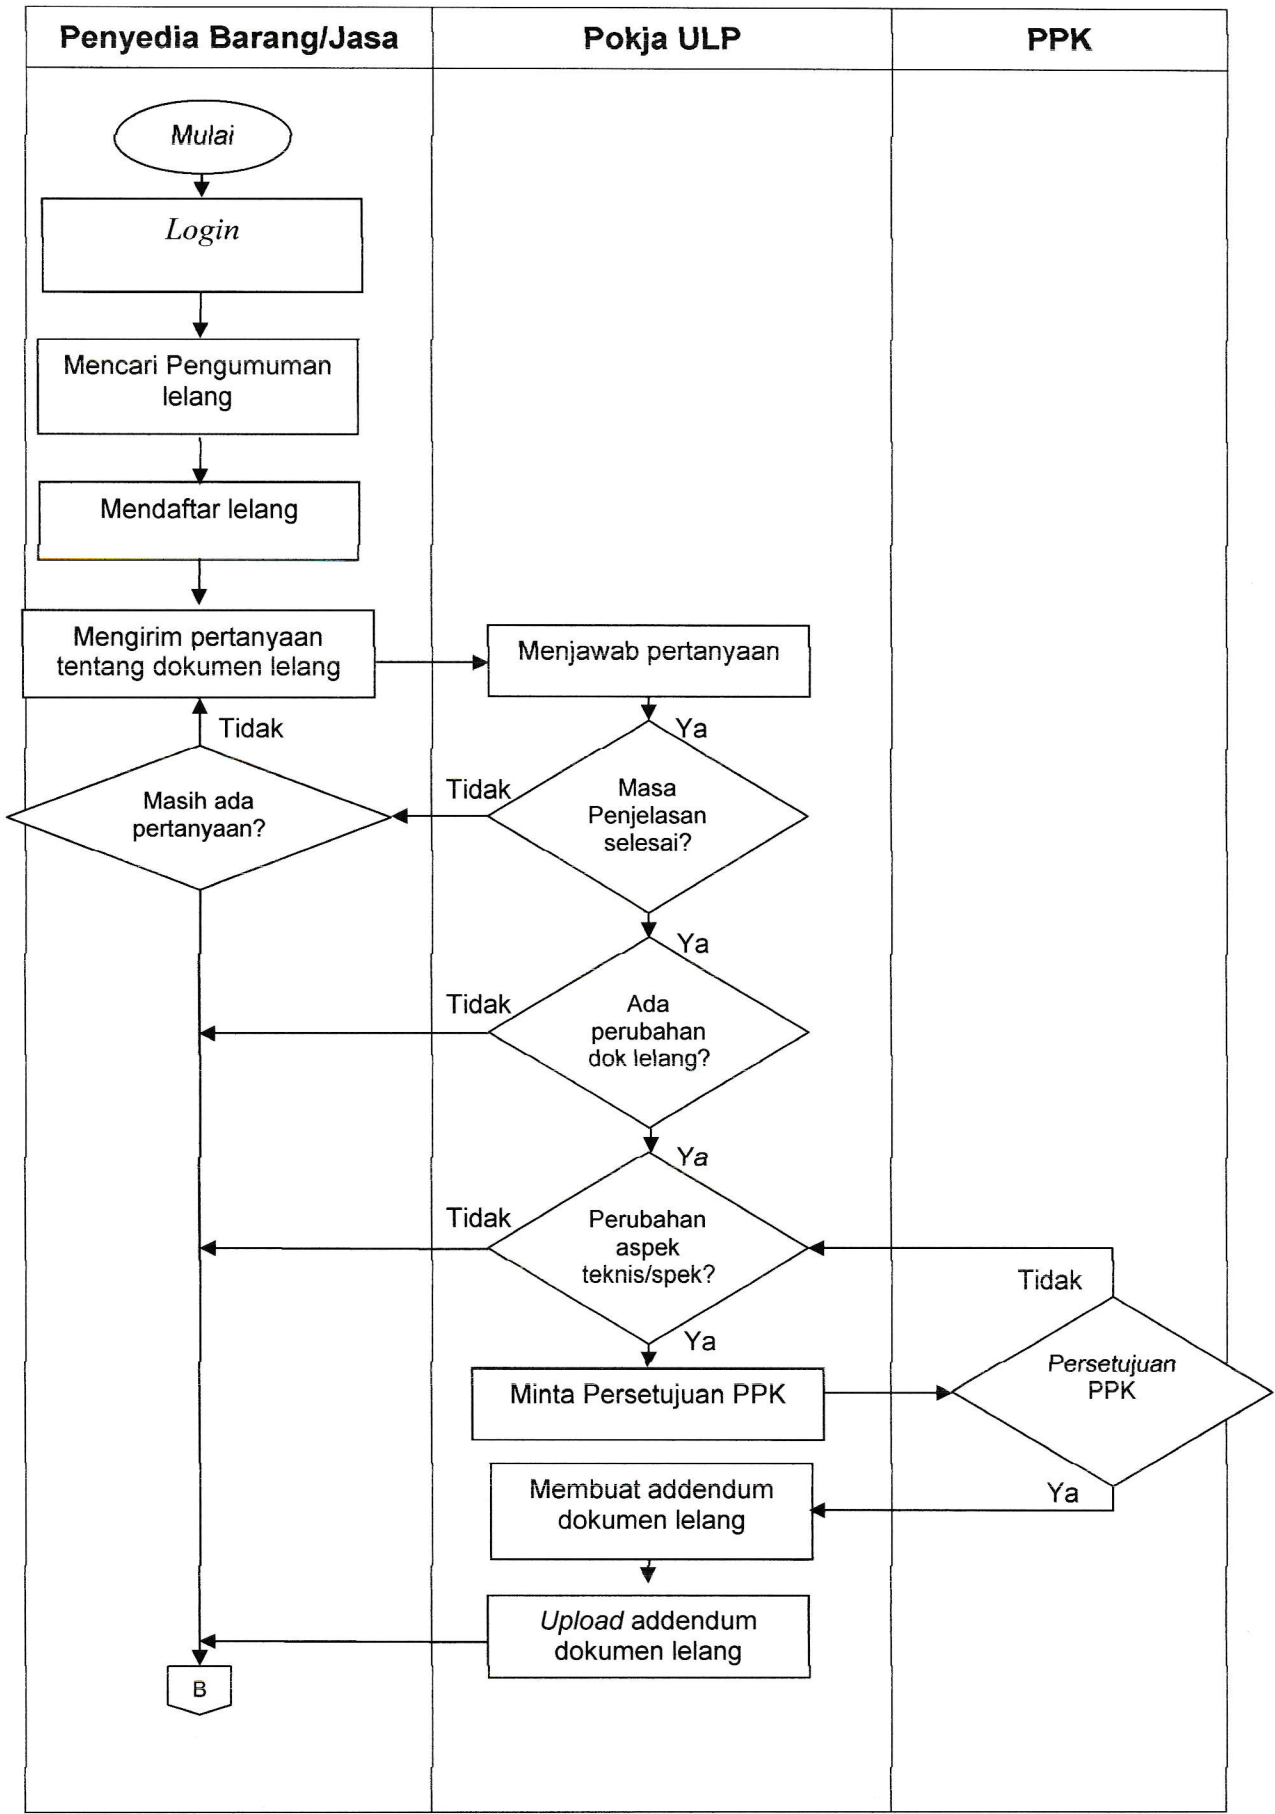 Penyedia Barang/Jasa
Pokja ULP
PPK
Mulai
Login
Mencari Pengumuman
lelang
Mendaftar lelang
Mengirim pertanyaan
tentang dokumen lelang
Menjawab pertanyaan
Tidak
Ya
Masih ada
pertanyaan?
Tidak
Masa
Penjelasan
selesai?
Ya
Tidak
Ada
perubahan
dok lelang?
Ya
Tidak
Perubahan
aspek
teknis/spek?
Tidak
Ya
Minta Persetujuan PPK
Persetujuan
PPK
Ya
Membuat addendum
dokumen lelang
Upload addendum
dokumen lelang
B